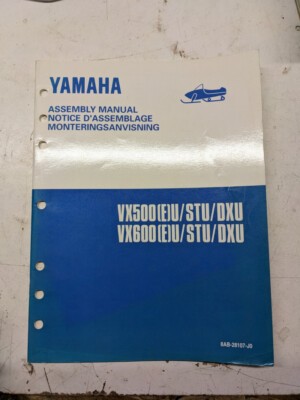 YAMAHA
ASSEMBLY MANUAL
NOTICE D'ASSEMBLAGE
MONTERINGSANVISNING
VX500(E)U/STU/DXU
VX600(E)U/STU/DXU